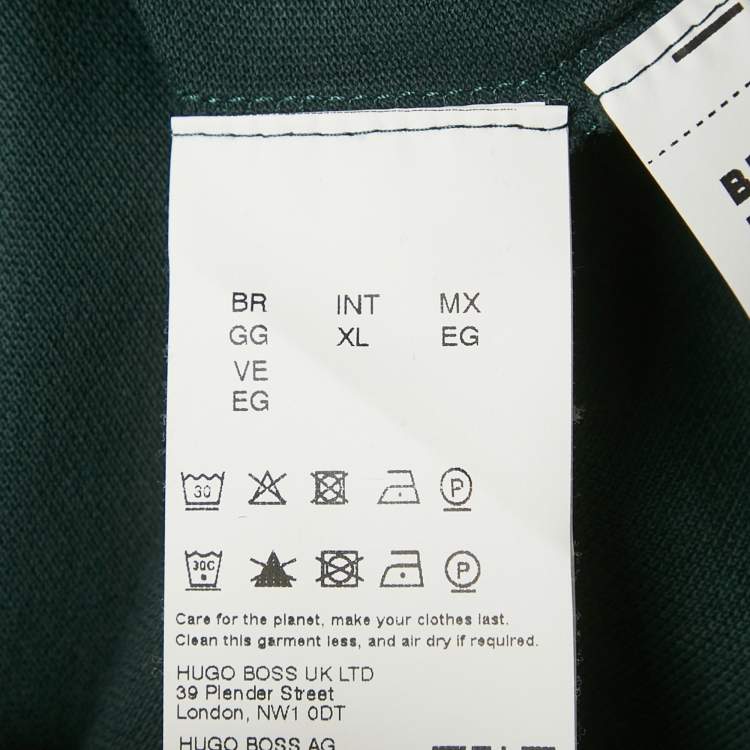 BR INT MX
GG XL EG
VE
EG
30 P
30C P
Care for the planet, make your clothes last.
Clean this garment less, and air dry if required.
HUGO BOSS UK LTD
39 Plender Street
London, NW1 0DT
HUGO BOSS AG